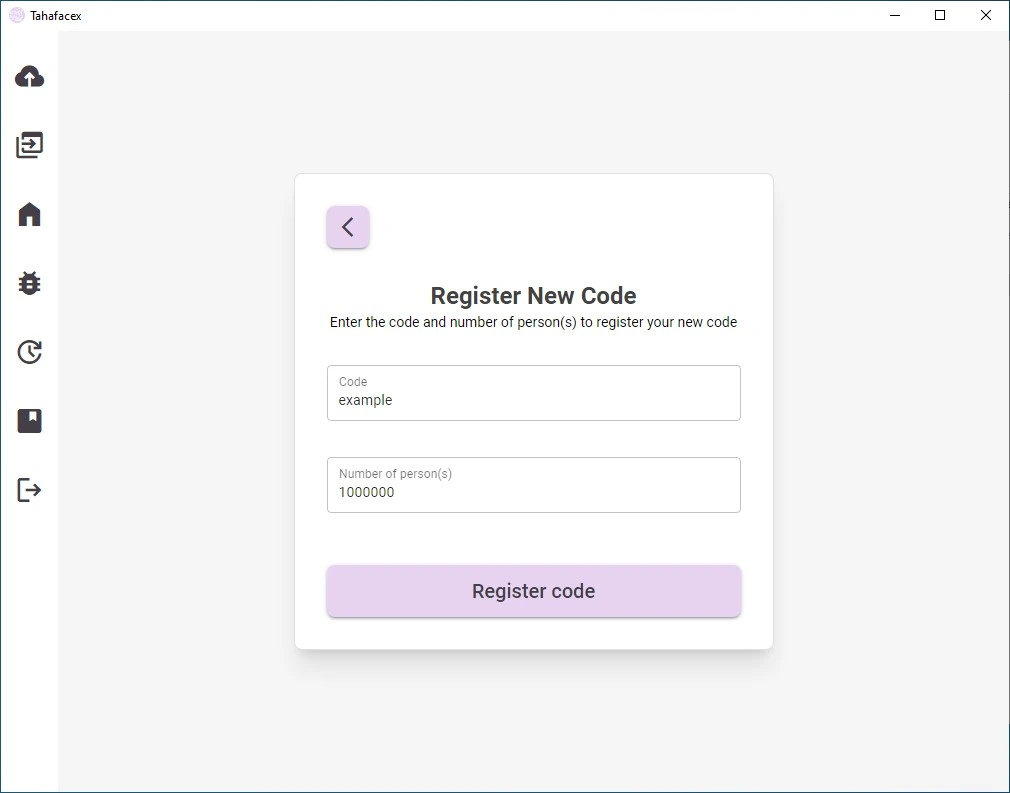 Tahafacex
Register New Code
Enter the code and number of person(s) to register your new code
Code
example
Number of person(s)
1000000
Register code